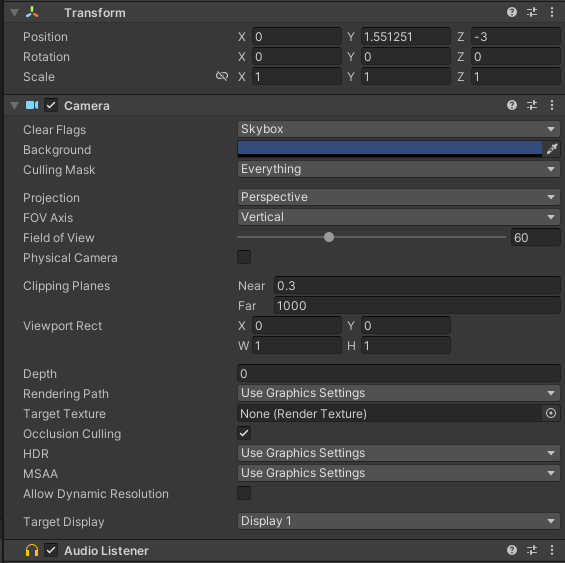 Transform
Position X 0 Y 1.551251 Z -3
Rotation X 0 Y 0 Z 0
Scale X 1 Y 1 Z 1
Camera
Clear Flags Skybox
Background
Culling Mask Everything
Projection Perspective
FOV Axis Vertical
Field of View 60
Physical Camera
Clipping Planes Near 0.3
Far 1000
Viewport Rect X 0 Y 0
W 1 H 1
Depth 0
Rendering Path Use Graphics Settings
Target Texture None (Render Texture)
Occlusion Culling
HDR Use Graphics Settings
MSAA Use Graphics Settings
Allow Dynamic Resolution
Target Display Display 1
Audio Listener